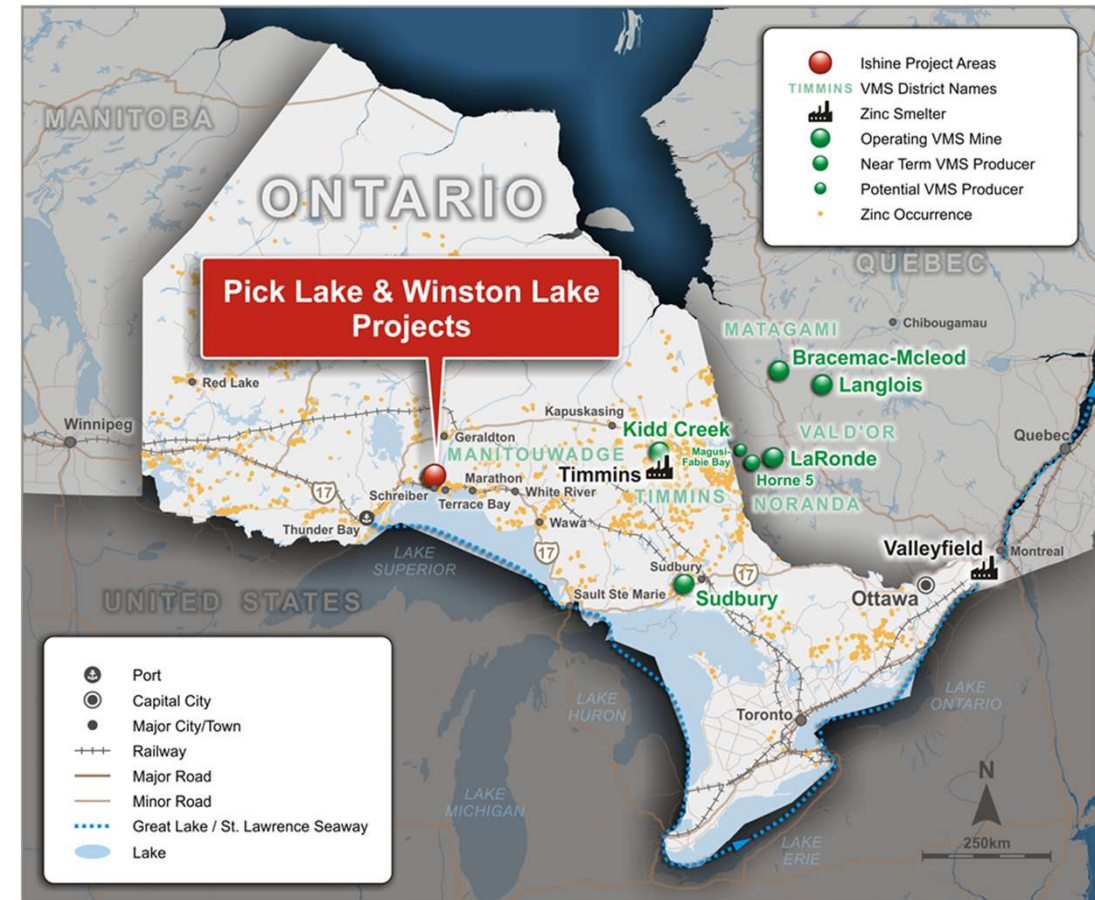 MANITOBA
ONTARIO
QUEBEC
Ishine Project Areas
TIMMINS VMS District Names
Zinc Smelter
Operating VMS Mine
Near Term VMS Producer
Potential VMS Producer
Zinc Occurrence
Pick Lake & Winston Lake
Projects
Chibougamau
MATAGAMI
Bracemac-Mcleod
Langlois
Red Lake
Winnipeg
Kapuskasing
Geraldton
MANITOUWADGE
Kidd Creek
Timmins
TIMMINS
Magusi-
Fabie Bay
VAL D'OR
LaRonde
Horne 5
NORANDA
Quebec
17
Schreiber
Marathon
Terrace Bay
White River
Thunder Bay
Wawa
17
LAKE
SUPERIOR
Sudbury
17
Sudbury
Sault Ste Marie
Valleyfield
Montreal
Ottawa
UNITED STATES
LAKE
HURON
LAKE
MICHIGAN
Toronto
LAKE
ONTARIO
LAKE
ERIE
N
250km
Port
Capital City
Major City/Town
Railway
Major Road
Minor Road
Great Lake / St. Lawrence Seaway
Lake